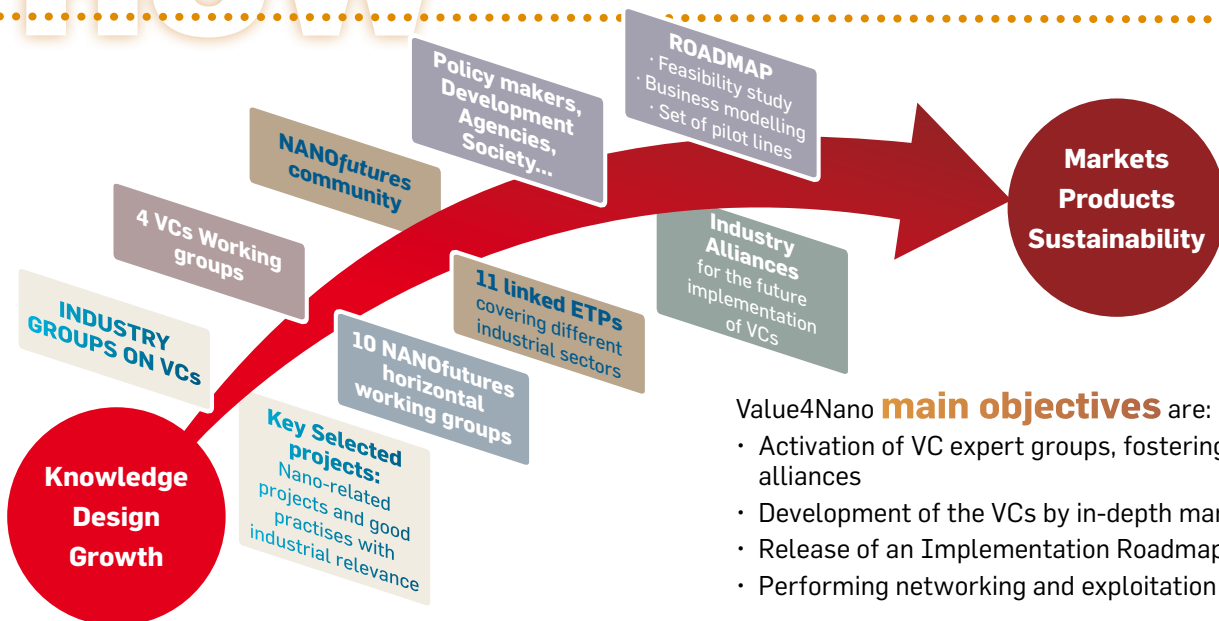 now
ROADMAP
· Feasibility study
· Business modelling
· Set of pilot lines
Policy makers,
Development
Agencies,
Society...
NANOfutures
community
4 VCs Working
groups
INDUSTRY
GROUPS ON VCs
Knowledge
Design
Growth
Key Selected
projects:
Nano-related
projects and good
practises with
industrial relevance
10 NANOfutures
horizontal
working groups
11 linked ETPs
covering different
industrial sectors
Industry
Alliances
for the future
implementation
of VCs
Markets
Products
Sustainability
Value4Nano main objectives are:
· Activation of VC expert groups, fostering
alliances
· Development of the VCs by in-depth mar
· Release of an Implementation Roadmap
· Performing networking and exploitation